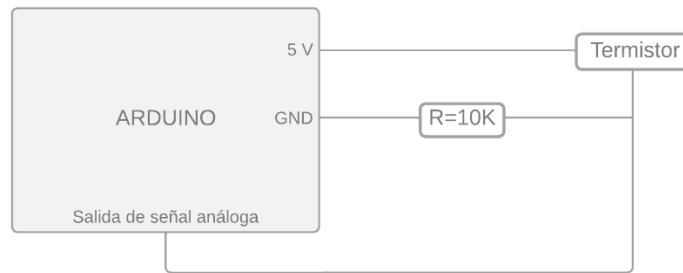 5 V
Termistor
ARDUINO
GND
R=10K
Salida de señal análoga